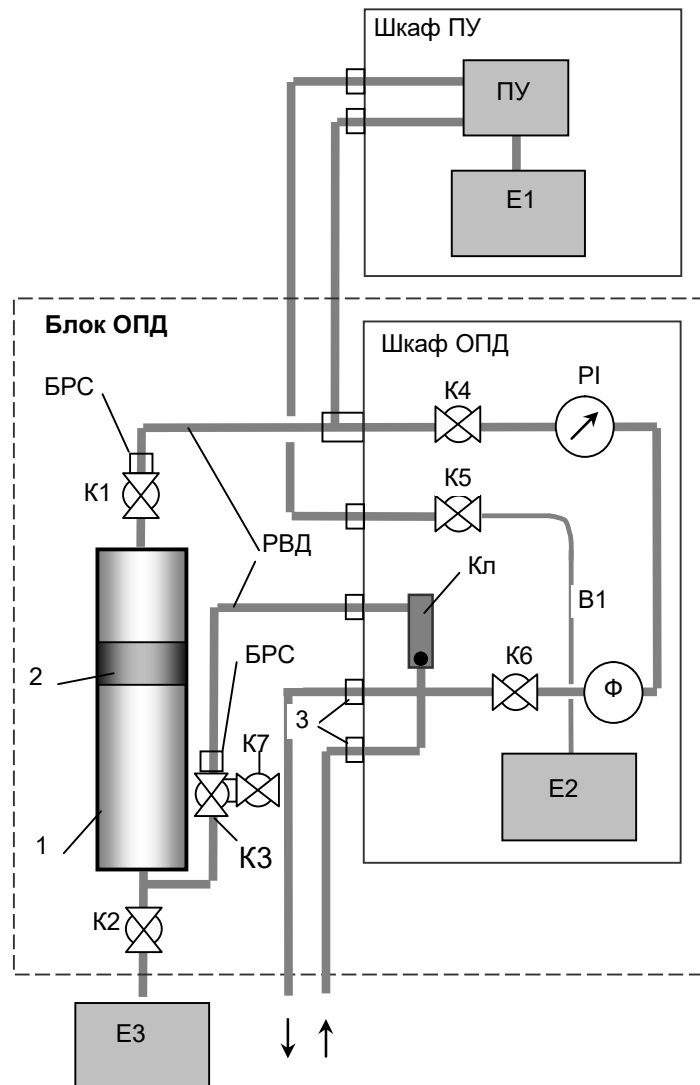 Шкаф ПУ
ПУ
Е1
Блок ОПД
Шкаф ОПД
БРС
К4
PI
К1
К5
РВД
Кл
В1
БРС
К6
2
Ф
3
К7
Е2
1
К3
К2
Е3